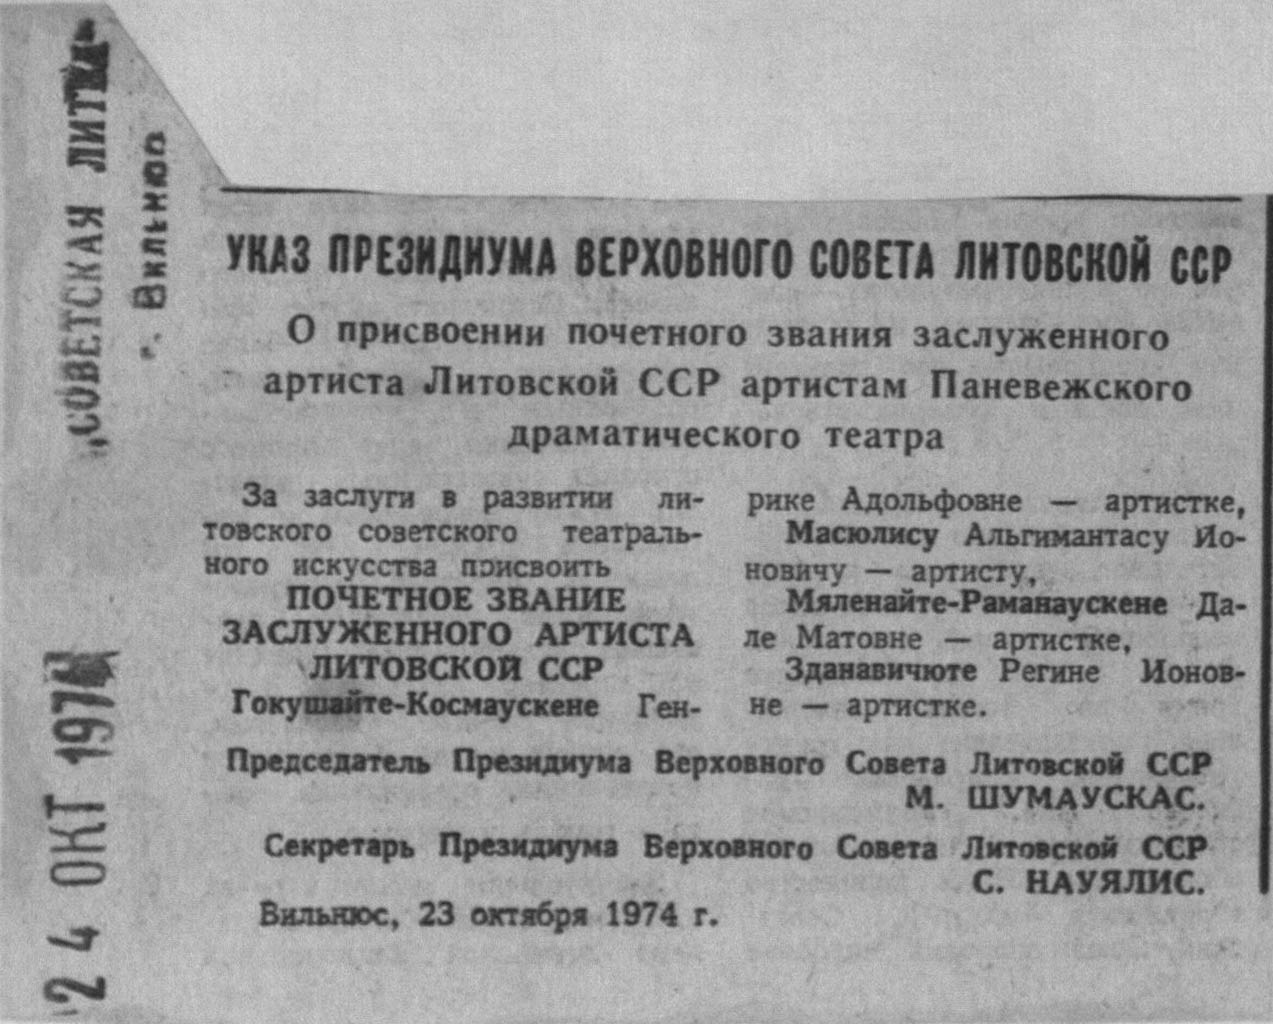 „СОВЕТСКАЯ ЛИТВА"
г. Вильнюс
24 ОКТ 1974
УКАЗ ПРЕЗИДИУМА ВЕРХОВНОГО СОВЕТА ЛИТОВСКОЙ ССР
О присвоении почетного звания заслуженного
артиста Литовской ССР артистам Паневежского
драматического театра
За заслуги в развитии ли-
товского советского театраль-
ного искусства присвоить
ПОЧЕТНОЕ ЗВАНИЕ
ЗАСЛУЖЕННОГО АРТИСТА
ЛИТОВСКОЙ ССР
Гокушайте-Космаускене Ген-
рике Адольфовне — артистке,
Масюлису Альгимантасу Ио-
новичу — артисту,
Мяленайте-Раманаускене Да-
ле Матовне — артистке,
Зданавичюте Регине Ионов-
не — артистке.
Председатель Президиума Верховного Совета Литовской ССР
М. ШУМАУСКАС.
Секретарь Президиума Верховного Совета Литовской ССР
С. НАУЯЛИС.
Вильнюс, 23 октября 1974 г.